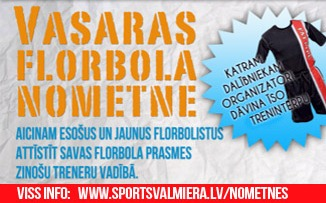 VASARAS
FLORBOLA
NOMETNE
KATRAM
DALĪBNIEKAM
ORGANIZATORI
DĀVINA ĪSO
TRENIŅTĒRPU
AICINAM ESOŠUS UN JAUNUS FLORBOLISTUS
ATTĪSTĪT SAVAS FLORBOLA PRASMES
ZINOŠU TRENERU VADĪBĀ.
VISS INFO: WWW.SPORTSVALMIERA.LV/NOMETNES